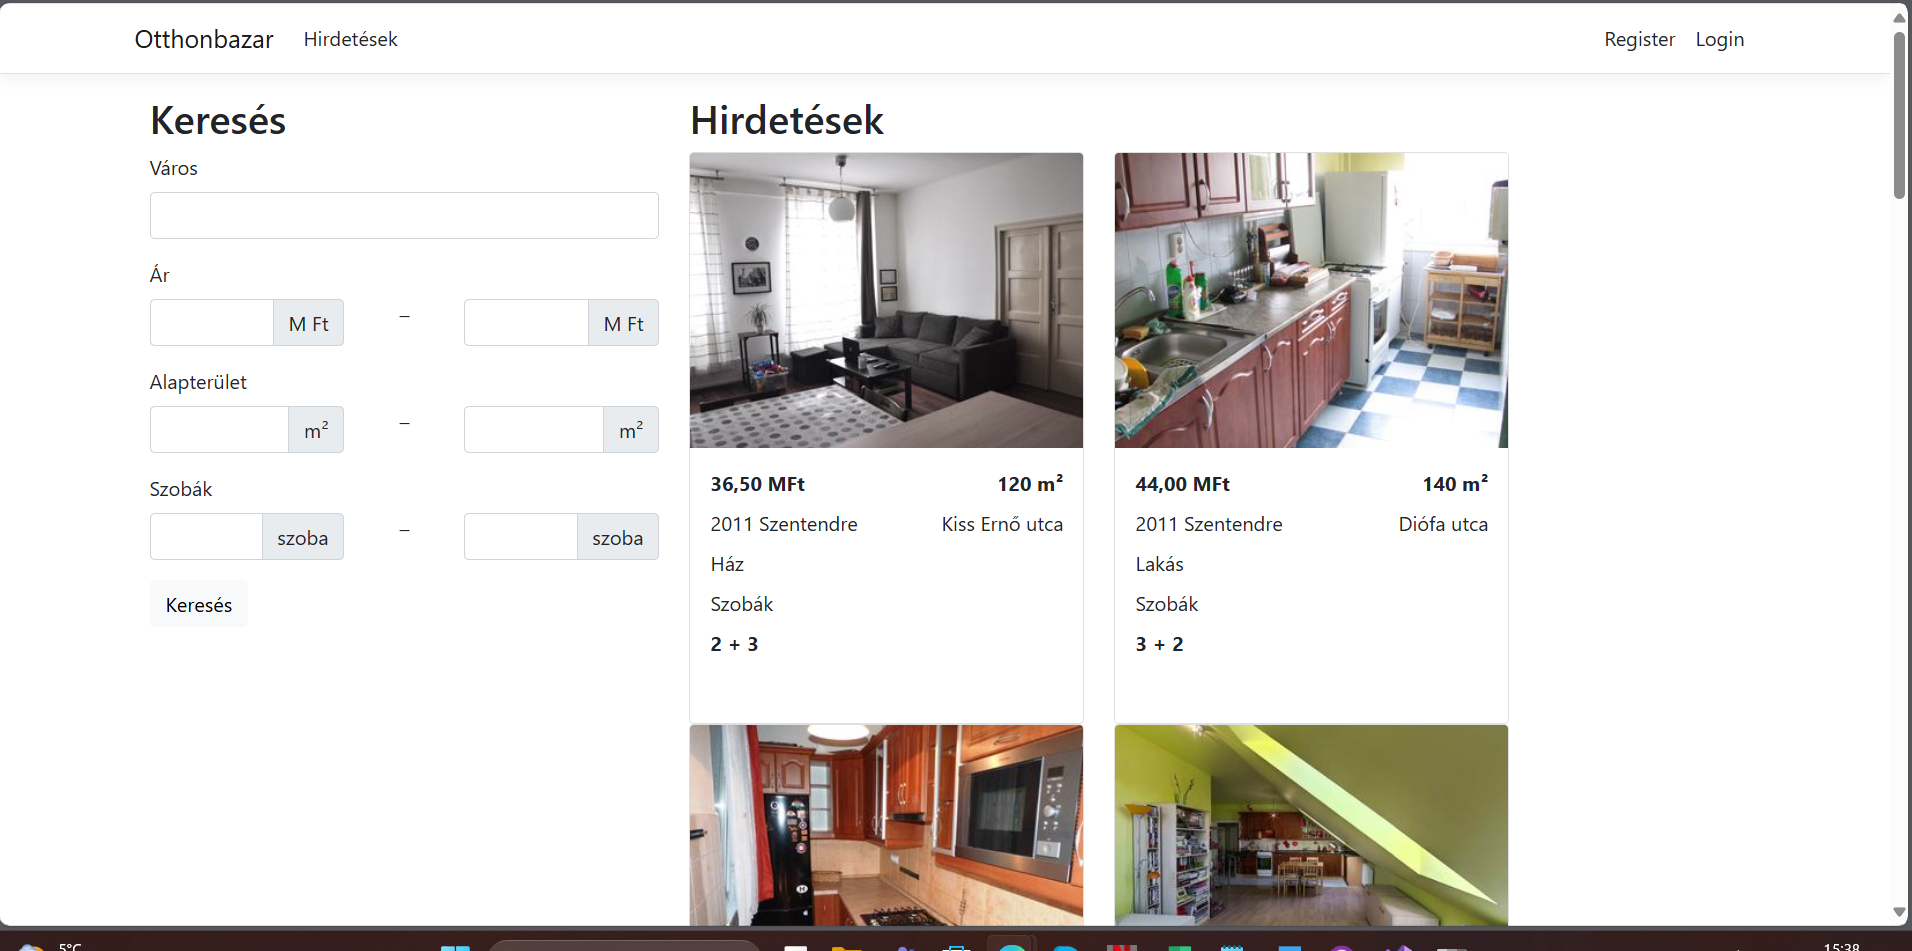 Otthonbazar Hirdetések Register Login
Keresés
Város
Ár
M Ft – M Ft
Alapterület
m² – m²
Szobák
szoba – szoba
Keresés
Hirdetések
36,50 MFt 120 m²
2011 Szentendre Kiss Ernő utca
Ház
Szobák
2 + 3
44,00 MFt 140 m²
2011 Szentendre Diófa utca
Lakás
Szobák
3 + 2
5°C
15:38